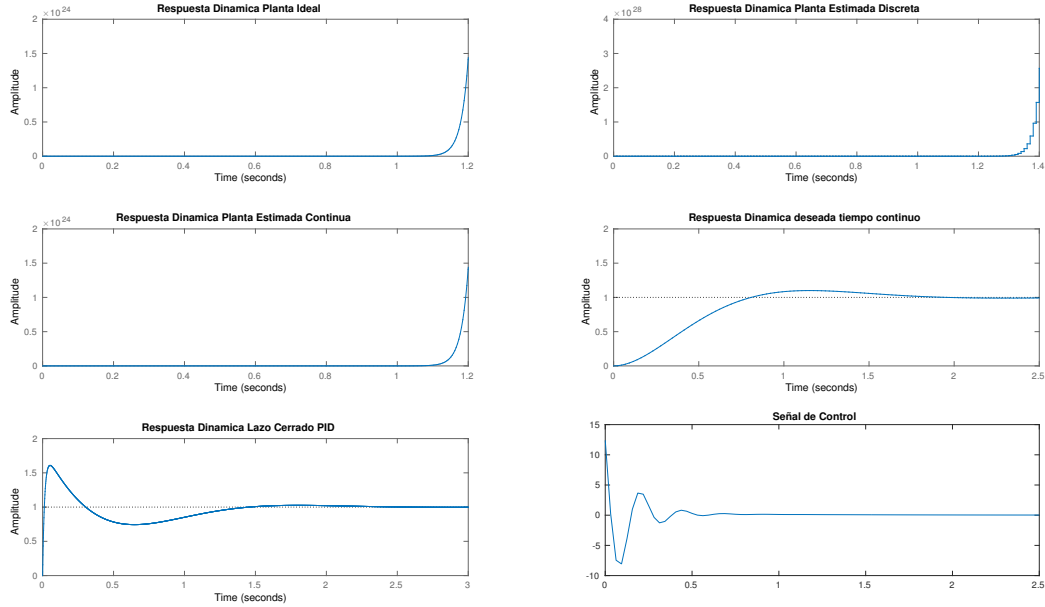 Respuesta Dinamica Planta Ideal
×10^24
2
1.5
1
0.5
0
Amplitude
0 0.2 0.4 0.6 0.8 1 1.2
Time (seconds)
Respuesta Dinamica Planta Estimada Discreta
×10^28
4
3
2
1
0
Amplitude
0 0.2 0.4 0.6 0.8 1 1.2 1.4
Time (seconds)
Respuesta Dinamica Planta Estimada Continua
×10^24
2
1.5
1
0.5
0
Amplitude
0 0.2 0.4 0.6 0.8 1 1.2
Time (seconds)
Respuesta Dinamica deseada tiempo continuo
2
1.5
1
0.5
0
Amplitude
0 0.5 1 1.5 2 2.5
Time (seconds)
Respuesta Dinamica Lazo Cerrado PID
2
1.5
1
0.5
0
Amplitude
0 0.5 1 1.5 2 2.5 3
Time (seconds)
Señal de Control
15
10
5
0
-5
-10
0 0.5 1 1.5 2 2.5